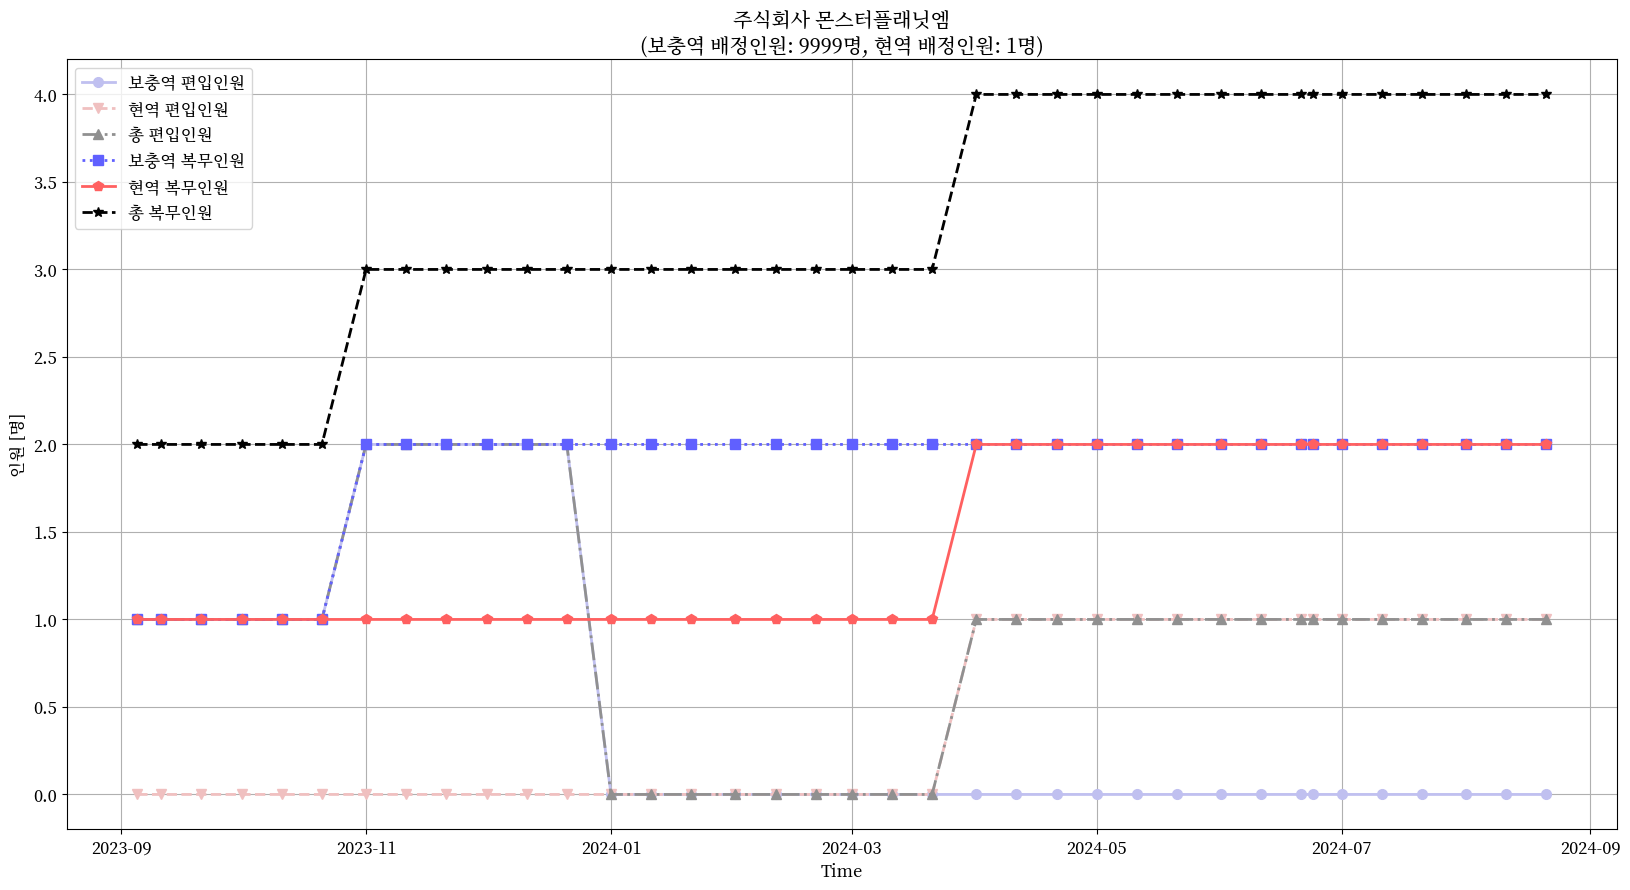 주식회사 몬스터플래닛엠
(보충역 배정인원: 9999명, 현역 배정인원: 1명)
보충역 편입인원
현역 편입인원
총 편입인원
보충역 복무인원
현역 복무인원
총 복무인원
4.0
3.5
3.0
2.5
2.0
1.5
1.0
0.5
0.0
인원 [명]
2023-09
2023-11
2024-01
2024-03
2024-05
2024-07
2024-09
Time